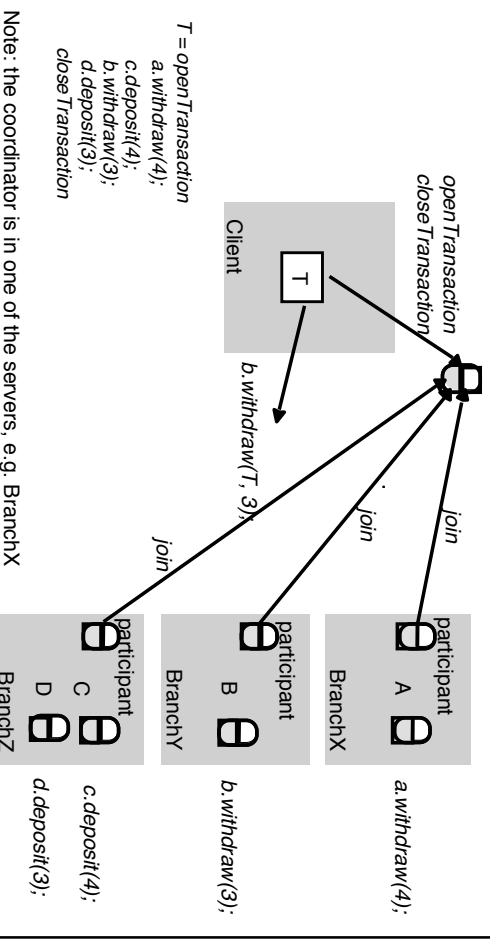 openTransaction
closeTransaction
join
participant
A
a.withdraw(4);
BranchX
T
Client
b.withdraw(T, 3);
join
participant
B
b.withdraw(3);
BranchY
join
participant
C
c.deposit(4);
D
d.deposit(3);
BranchZ
T = openTransaction
a.withdraw(4);
c.deposit(4);
b.withdraw(3);
d.deposit(3);
closeTransaction
Note: the coordinator is in one of the servers, e.g. BranchX